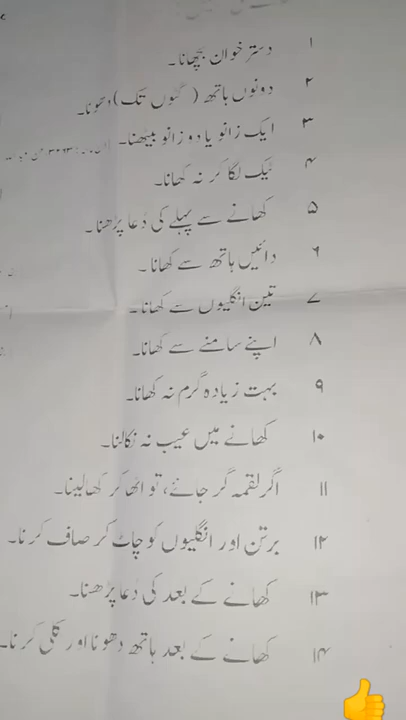 ۱ دستر خوان بچھانا۔
۲ دونوں ہاتھ (گٹوں تک) دھونا۔
۳ ایک زانو یا دو زانو بیٹھنا۔
۴ ٹیک لگا کر نہ کھانا۔
۵ کھانے سے پہلے کی دُعا پڑھنا۔
۶ دائیں ہاتھ سے کھانا۔
۷ تین انگلیوں سے کھانا۔
۸ اپنے سامنے سے کھانا۔
۹ بہت زیادہ گرم نہ کھانا۔
۱۰ کھانے میں عیب نہ نکالنا۔
۱۱ اگر لقمہ گر جائے، تو اٹھا کر کھا لینا۔
۱۲ برتن اور انگلیوں کو چاٹ کر صاف کرنا۔
۱۳ کھانے کے بعد کی دُعا پڑھنا۔
۱۴ کھانے کے بعد ہاتھ دھونا اور کلی کرنا۔